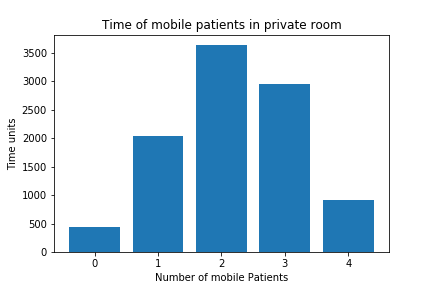 Time of mobile patients in private room
Time units
3500
3000
2500
2000
1500
1000
500
0
0 1 2 3 4
Number of mobile Patients